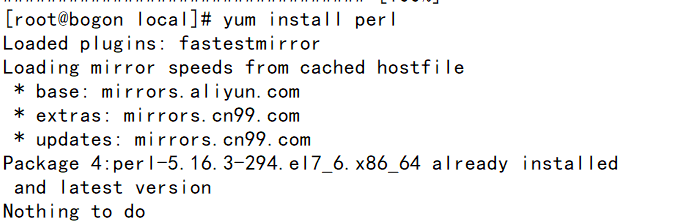 [root@bogon local]# yum install perl
Loaded plugins: fastestmirror
Loading mirror speeds from cached hostfile
 * base: mirrors.aliyun.com
 * extras: mirrors.cn99.com
 * updates: mirrors.cn99.com
Package 4:perl-5.16.3-294.el7_6.x86_64 already installed
 and latest version
Nothing to do